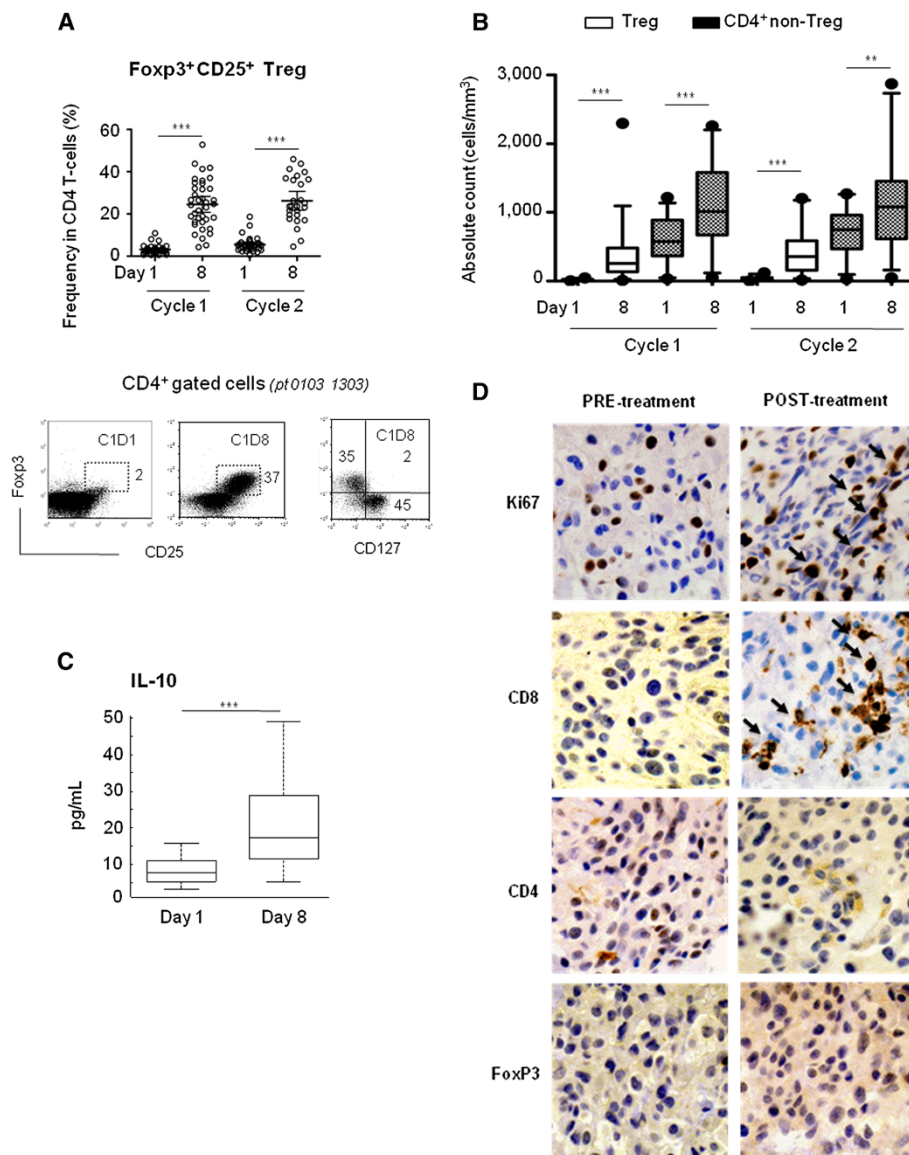 A
Foxp3⁺CD25⁺ Treg
Frequency in CD4 T-cells (%)
60
40
20
0
***
***
Day 1 8 1 8
Cycle 1 Cycle 2
CD4⁺ gated cells (pt 0103 1303)
Foxp3
C1D1
2
C1D8
37
C1D8
35 2
45
CD25 CD127
B
Treg CD4⁺ non-Treg
Absolute count (cells/mm³)
3,000
2,000
1,000
0
***
***
***
**
Day 1 8 1 8 1 8 1 8
Cycle 1 Cycle 2
C
IL-10
pg/mL
***
50
40
30
20
10
0
Day 1 Day 8
D
PRE-treatment POST-treatment
Ki67
CD8
CD4
FoxP3